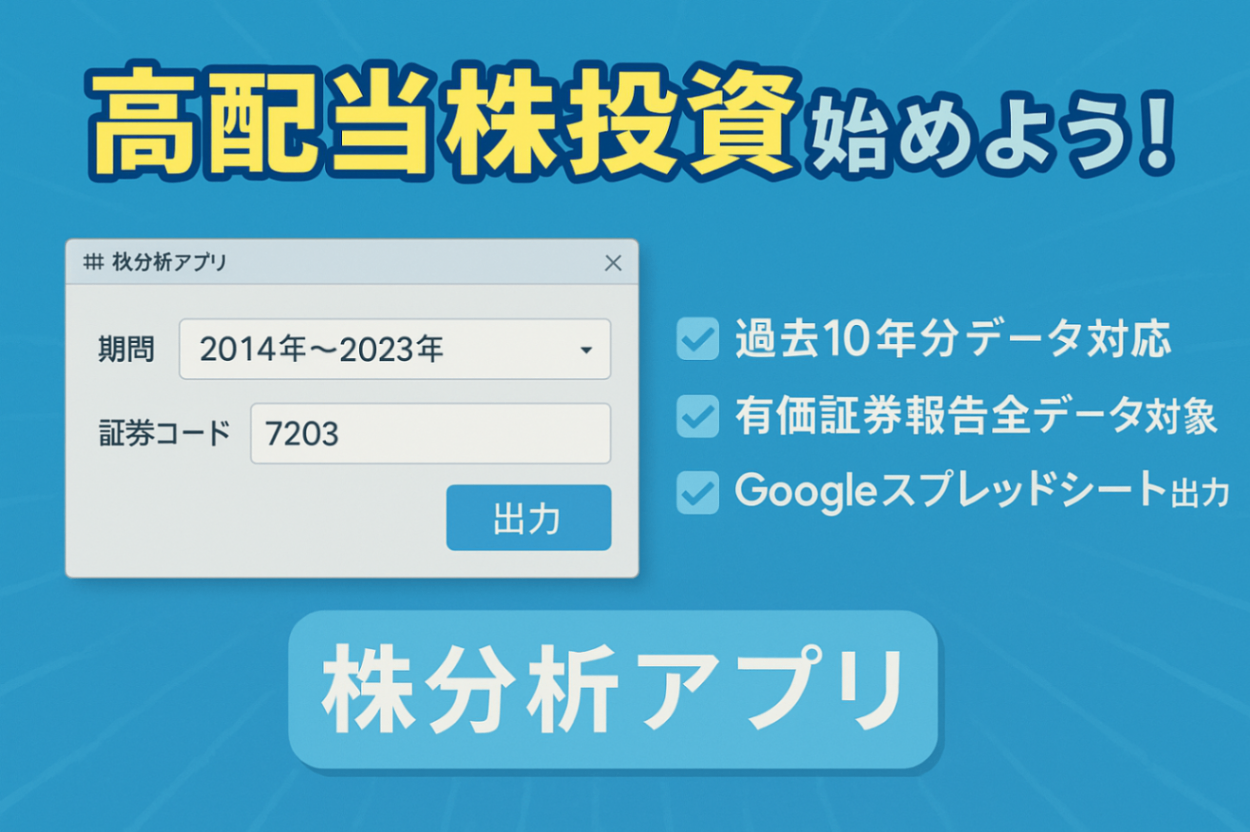 高配当株投資始めよう!
井 枚分析アプリ
期問 2014年～2023年
証券コード 7203
出力
過去10年分データ対応
有価証券報告全データ対象
Googleスプレッドシート出力
株分析アプリ